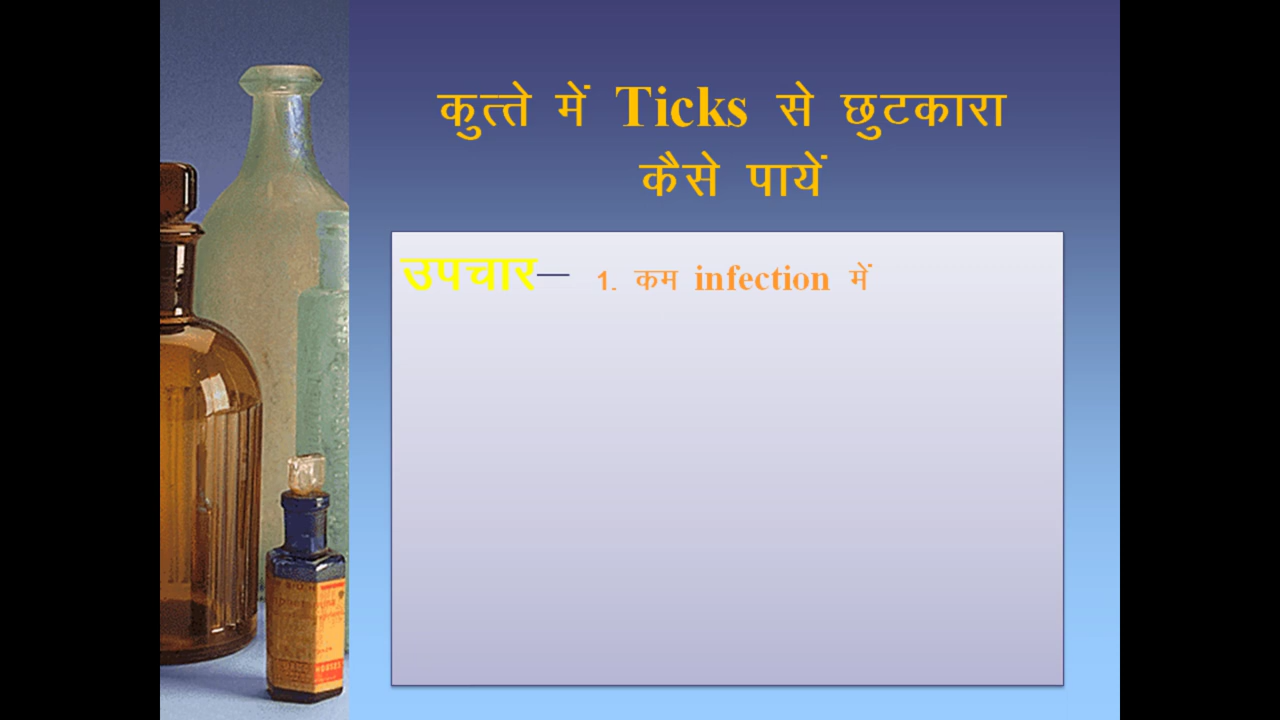 कुत्ते में Ticks से छुटकारा
कैसे पायें
उपचार– 1. कम infection में